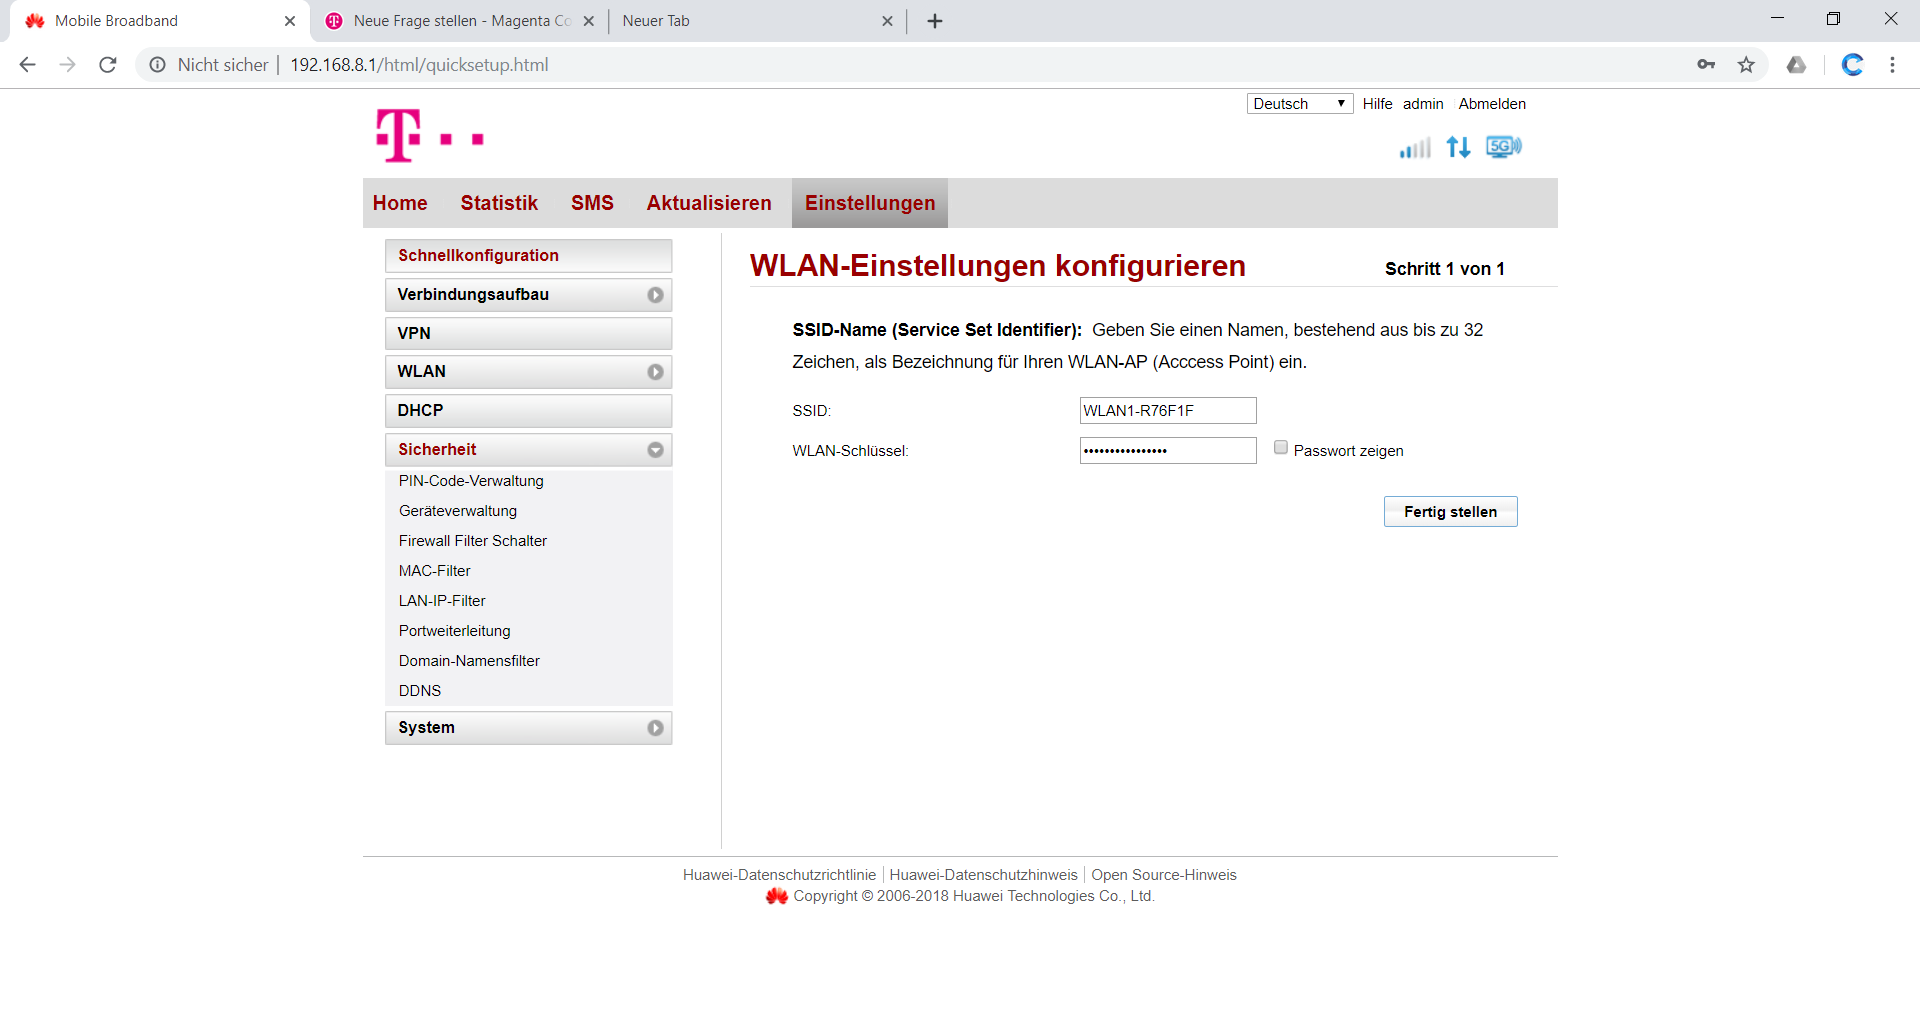 Mobile Broadband
Neue Frage stellen - Magenta Co
Neuer Tab
Nicht sicher
192.168.8.1/html/quicksetup.html
Deutsch
Hilfe admin Abmelden
T
5G
Home Statistik SMS Aktualisieren Einstellungen
Schnellkonfiguration
Verbindungsaufbau
VPN
WLAN
DHCP
Sicherheit
PIN-Code-Verwaltung
Geräteverwaltung
Firewall Filter Schalter
MAC-Filter
LAN-IP-Filter
Portweiterleitung
Domain-Namensfilter
DDNS
System
WLAN-Einstellungen konfigurieren
Schritt 1 von 1
SSID-Name (Service Set Identifier): Geben Sie einen Namen, bestehend aus bis zu 32
Zeichen, als Bezeichnung für Ihren WLAN-AP (Acccess Point) ein.
SSID: WLAN1-R76F1F
WLAN-Schlüssel: •••••••••••••••• Passwort zeigen
Fertig stellen
Huawei-Datenschutzrichtlinie | Huawei-Datenschutzhinweis | Open Source-Hinweis
Copyright © 2006-2018 Huawei Technologies Co., Ltd.